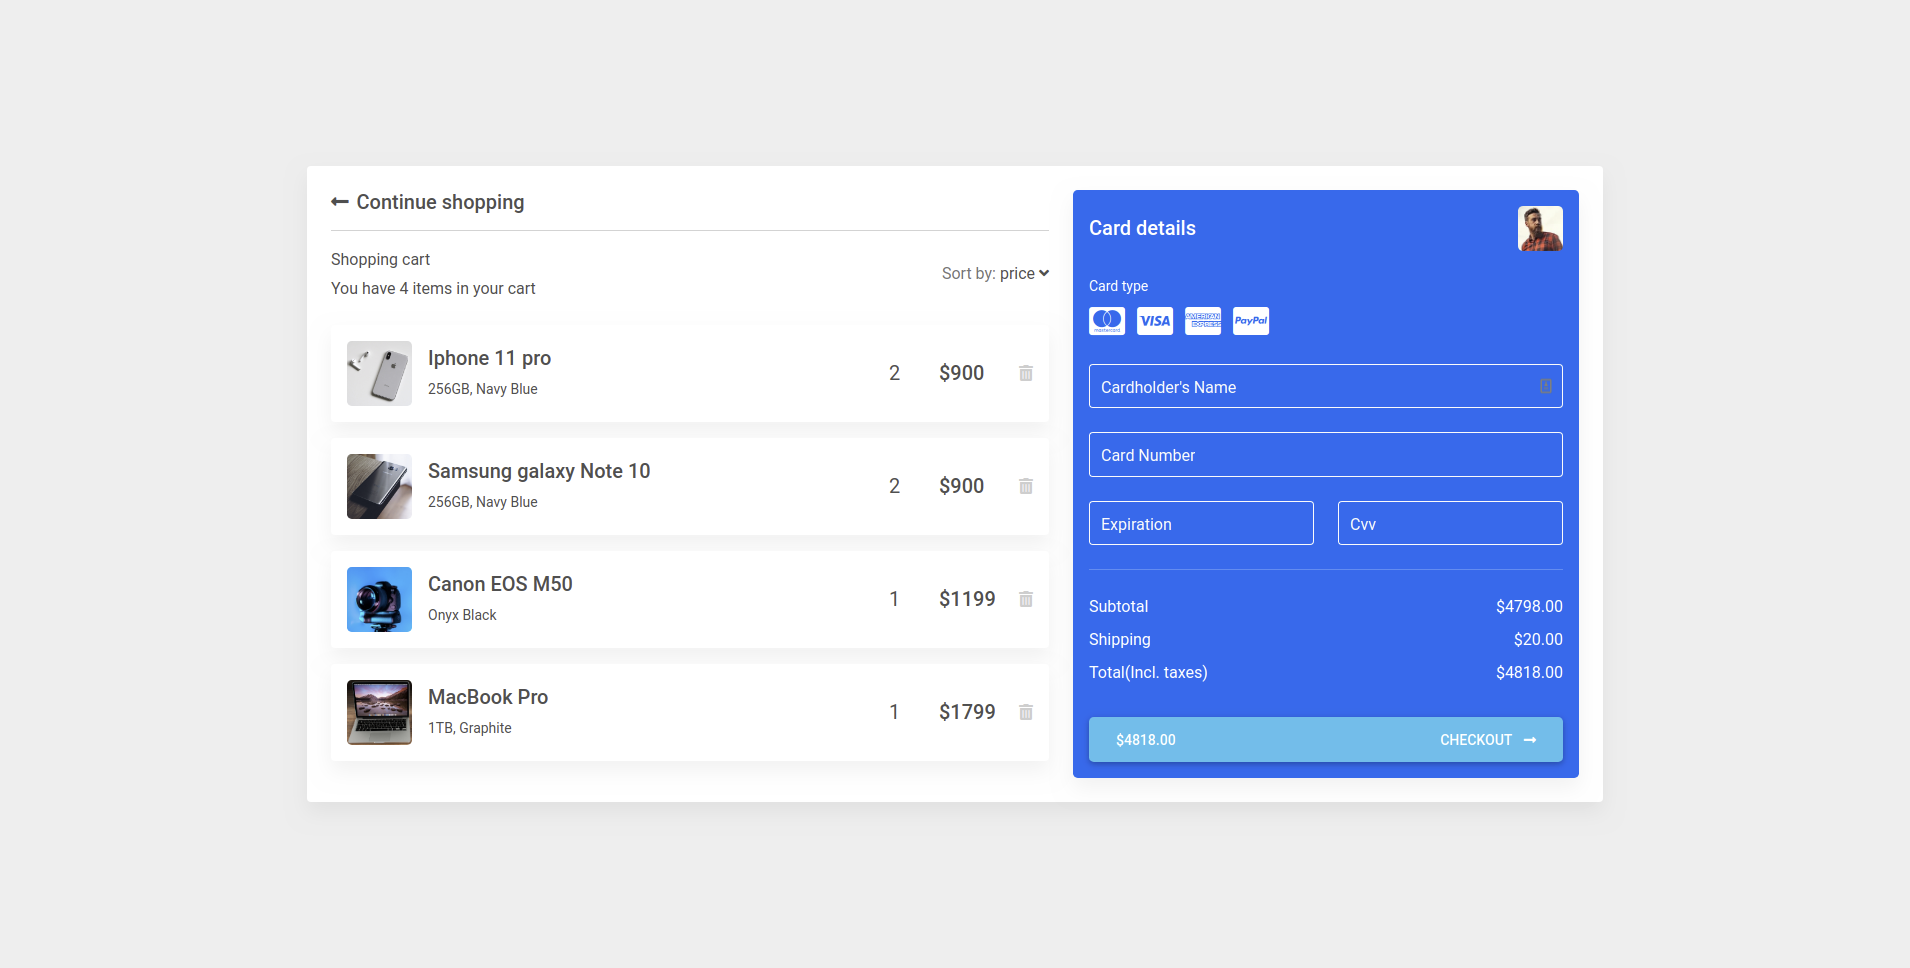 Continue shopping
Shopping cart
You have 4 items in your cart
Sort by: price
Iphone 11 pro
256GB, Navy Blue
2
$900
Samsung galaxy Note 10
256GB, Navy Blue
2
$900
Canon EOS M50
Onyx Black
1
$1199
MacBook Pro
1TB, Graphite
1
$1799
Card details
Card type
mastercard
VISA
AMERICAN
EXPRESS
PayPal
Cardholder's Name
Card Number
Expiration
Cvv
Subtotal
$4798.00
Shipping
$20.00
Total(Incl. taxes)
$4818.00
$4818.00
CHECKOUT